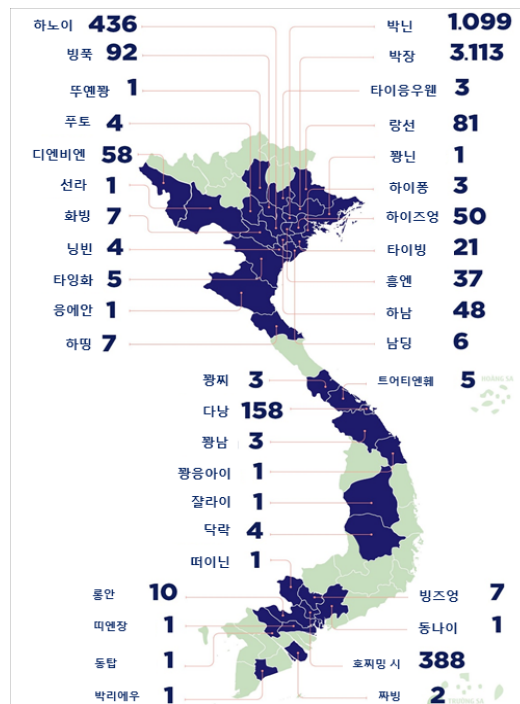 하노이 436
박닌 1.099
빙푹 92
박장 3.113
뚜옌꽝 1
타이응우웬 3
푸토 4
랑선 81
디엔비엔 58
꽝닌 1
선라 1
하이퐁 3
화빙 7
하이즈엉 50
닝빈 4
타이빙 21
타잉화 5
흥엔 37
응에안 1
하남 48
하띵 7
남딩 6
꽝찌 3
트어티엔훼 5
HOÀNG SA
다낭 158
꽝남 3
꽝응아이 1
잘라이 1
닥락 4
떠이닌 1
롱안 10
빙즈엉 7
띠엔장 1
동나이 1
동탑 1
호찌밍 시 388
박리에우 1
짜빙 2
TRƯỜNG SA